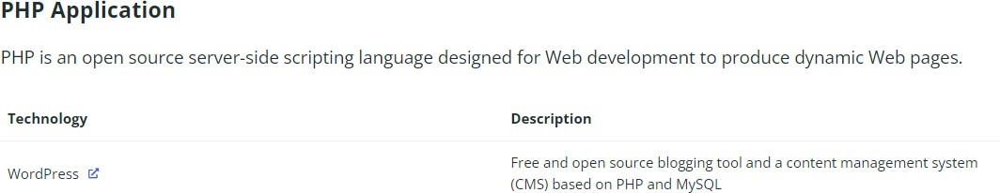 PHP Application
PHP is an open source server-side scripting language designed for Web development to produce dynamic Web pages.
Technology Description
WordPress Free and open source blogging tool and a content management system
(CMS) based on PHP and MySQL